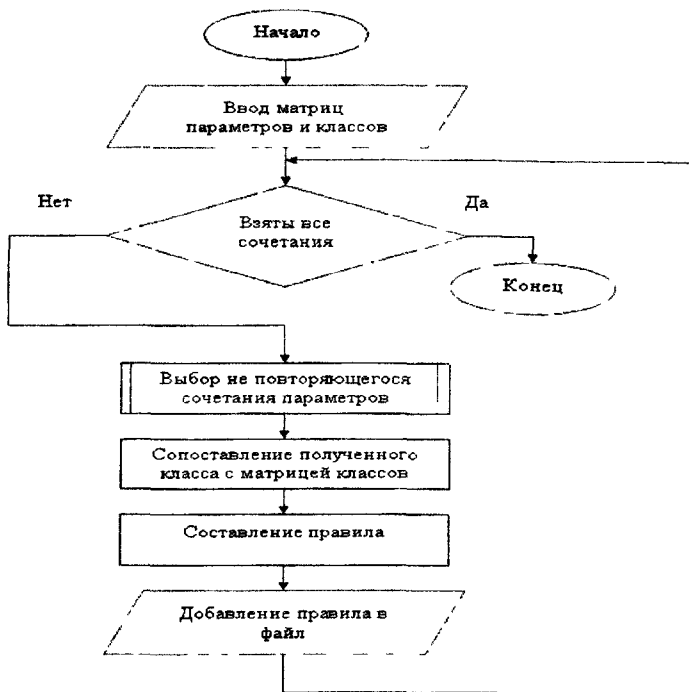 Начало
Ввод матриц
параметров и классов
Нет
Да
Взяты все
сочетания
Конец
Выбор не повторяющегося
сочетания параметров
Сопоставление полученного
класса с матрицей классов
Составление правила
Добавление правила в
файл